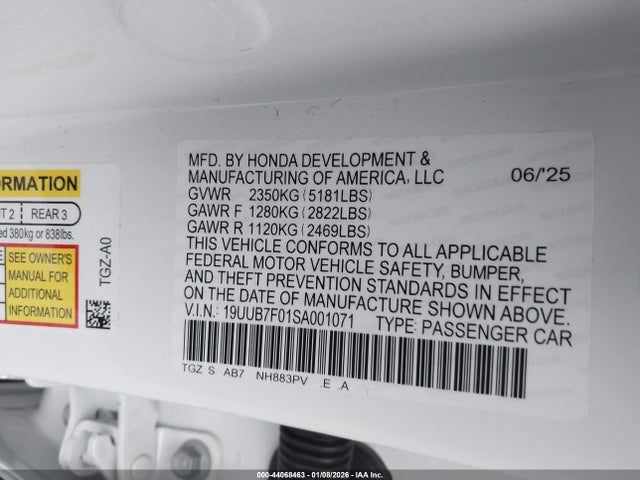 ORMATION
T 2 REAR 3
ed 380kg or 838lbs.
SEE OWNER'S
MANUAL FOR
ADDITIONAL
INFORMATION
TGZ-A0
MFD. BY HONDA DEVELOPMENT &
MANUFACTURING OF AMERICA, LLC 06/'25
GVWR 2350KG (5181LBS)
GAWR F 1280KG (2822LBS)
GAWR R 1120KG (2469LBS)
THIS VEHICLE CONFORMS TO ALL APPLICABLE
FEDERAL MOTOR VEHICLE SAFETY, BUMPER,
AND THEFT PREVENTION STANDARDS IN EFFECT
ON THE DATE OF MANUFACTURE SHOWN ABOVE.
V.I.N.: 19UUB7F01SA001071 TYPE: PASSENGER CAR
TGZ S AB7 NH883PV .E .A
000-44068463 - 01/08/2026 - IAA Inc.